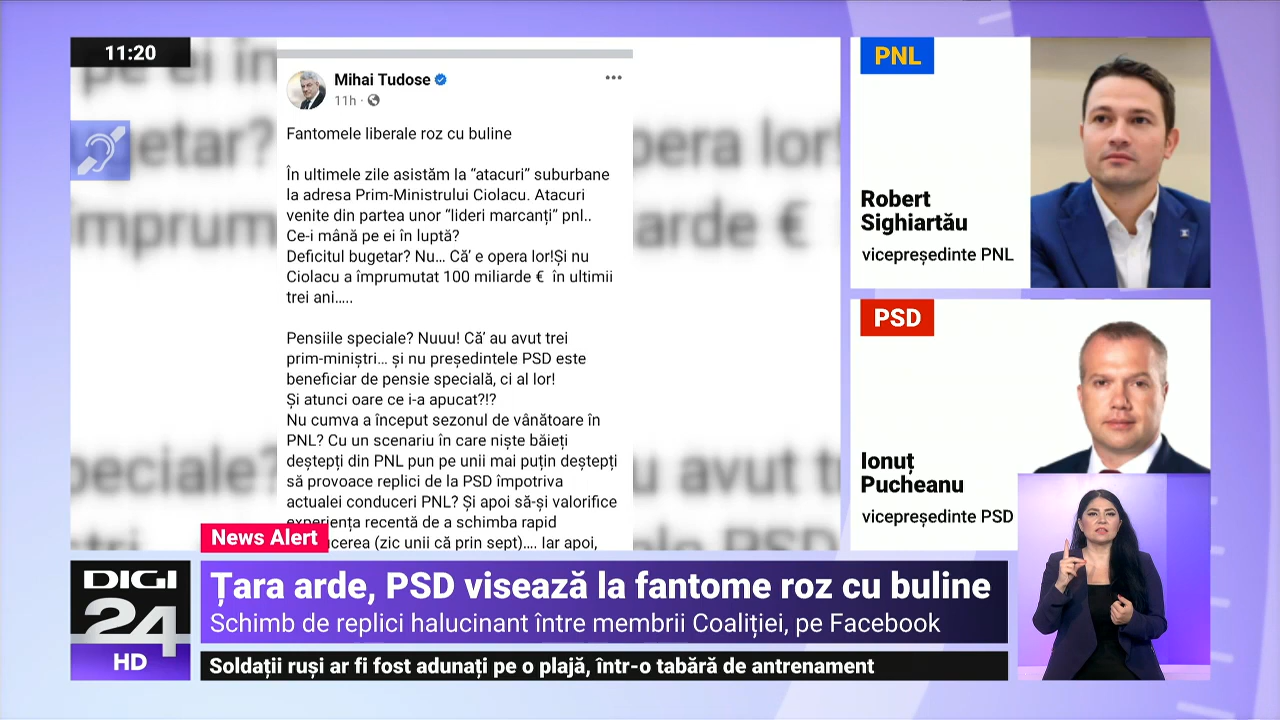 11:20
Mihai Tudose
11h
Fantomele liberale roz cu buline
În ultimele zile asistăm la “atacuri” suburbane
la adresa Prim-Ministrului Ciolacu. Atacuri
venite din partea unor “lideri marcanți” pnl..
Ce-i mână pe ei în luptă?
Deficitul bugetar? Nu... Că’ e opera lor!Și nu
Ciolacu a împrumutat 100 miliarde € în ultimii
trei ani.....
Pensiile speciale? Nuuu! Că’ au avut trei
prim-miniștri... și nu președintele PSD este
beneficiar de pensie specială, ci al lor!
Și atunci oare ce i-a apucat?!?
Nu cumva a început sezonul de vânătoare în
PNL? Cu un scenariu în care niște băieți
deștepți din PNL pun pe unii mai puțin deștepți
să provoace replici de la PSD împotriva
actualei conduceri PNL? Și apoi să-și valorifice
experiența recentă de a schimba rapid
cerea (zic unii că prin sept).... Iar apoi,
PNL
Robert
Sighiartău
vicepreședinte PNL
PSD
Ionuț
Pucheanu
vicepreședinte PSD
News Alert
DIGI
24
HD
Țara arde, PSD visează la fantome roz cu buline
Schimb de replici halucinant între membrii Coaliției, pe Facebook
Soldații ruși ar fi fost adunați pe o plajă, într-o tabără de antrenament